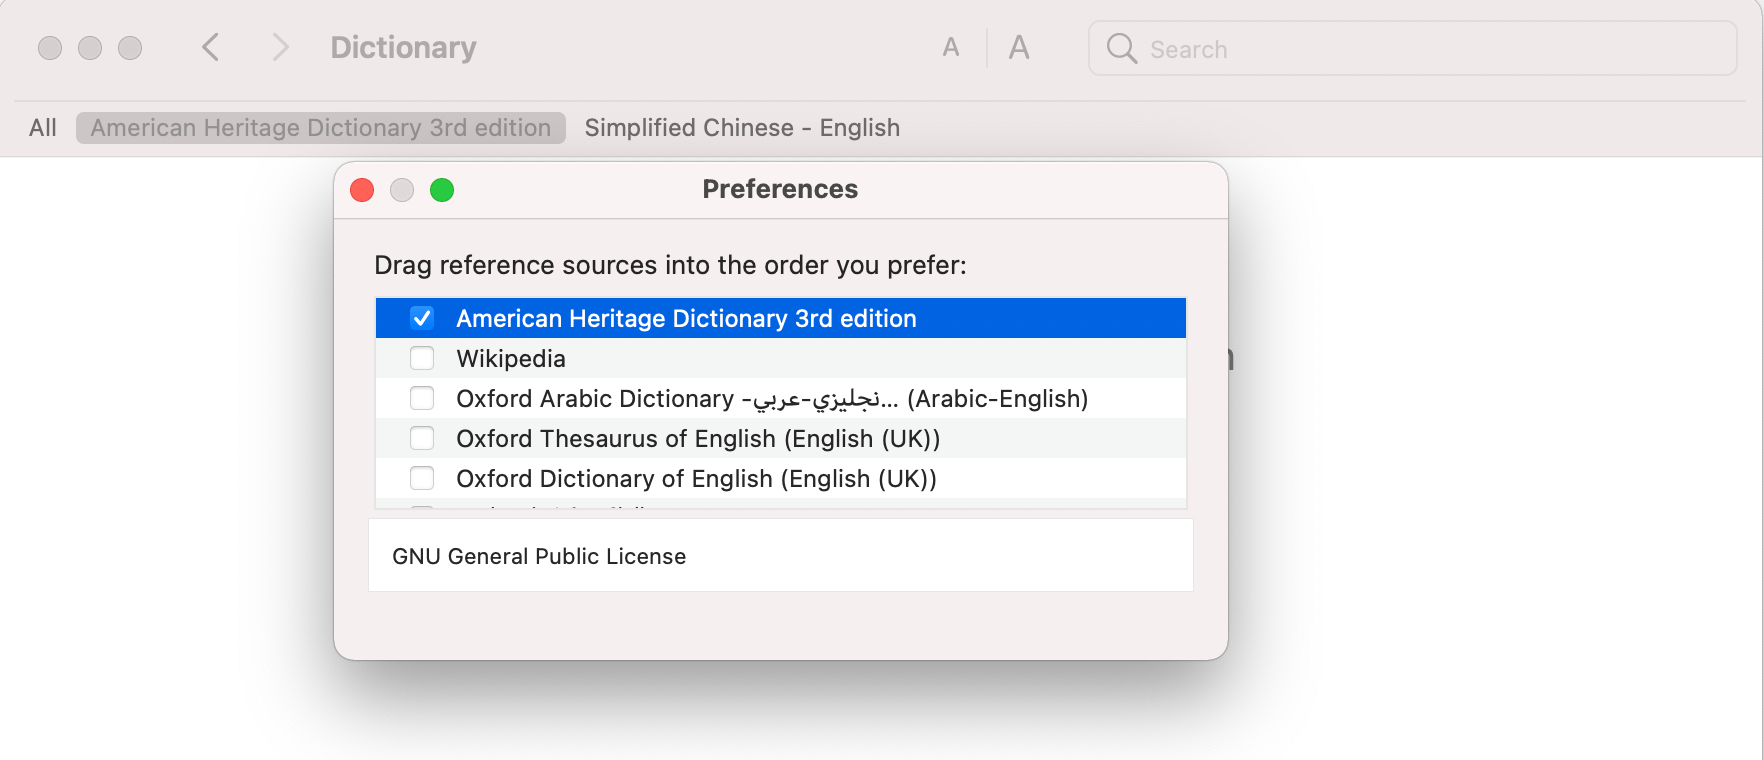 Dictionary
A A
Search
All American Heritage Dictionary 3rd edition Simplified Chinese - English
Preferences
Drag reference sources into the order you prefer:
American Heritage Dictionary 3rd edition
Wikipedia
Oxford Arabic Dictionary -نجليزي-عربي... (Arabic-English)
Oxford Thesaurus of English (English (UK))
Oxford Dictionary of English (English (UK))
GNU General Public License